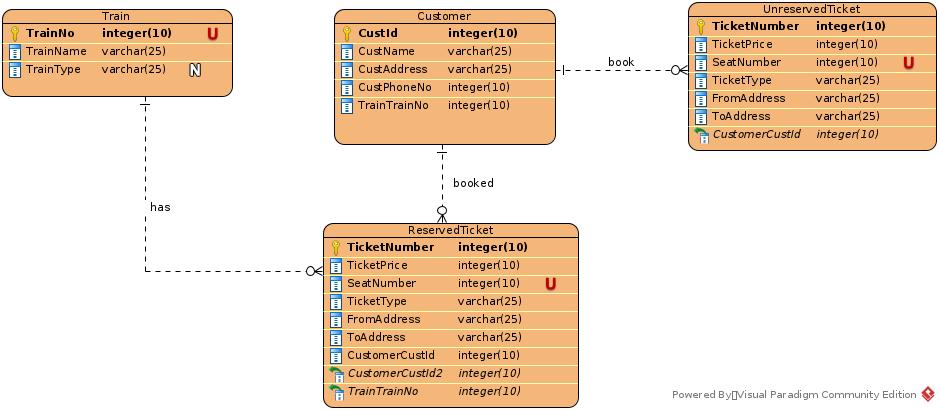 Train
TrainNo integer(10) U
TrainName varchar(25)
TrainType varchar(25) N
Customer
CustId integer(10)
CustName varchar(25)
CustAddress varchar(25)
CustPhoneNo integer(10)
TrainTrainNo integer(10)
book
UnreservedTicket
TicketNumber integer(10)
TicketPrice integer(10)
SeatNumber integer(10) U
TicketType varchar(25)
FromAddress varchar(25)
ToAddress varchar(25)
CustomerCustId integer(10)
booked
has
ReservedTicket
TicketNumber integer(10)
TicketPrice integer(10)
SeatNumber integer(10) U
TicketType varchar(25)
FromAddress varchar(25)
ToAddress varchar(25)
CustomerCustId integer(10)
CustomerCustId2 integer(10)
TrainTrainNo integer(10)
Powered By▯Visual Paradigm Community Edition